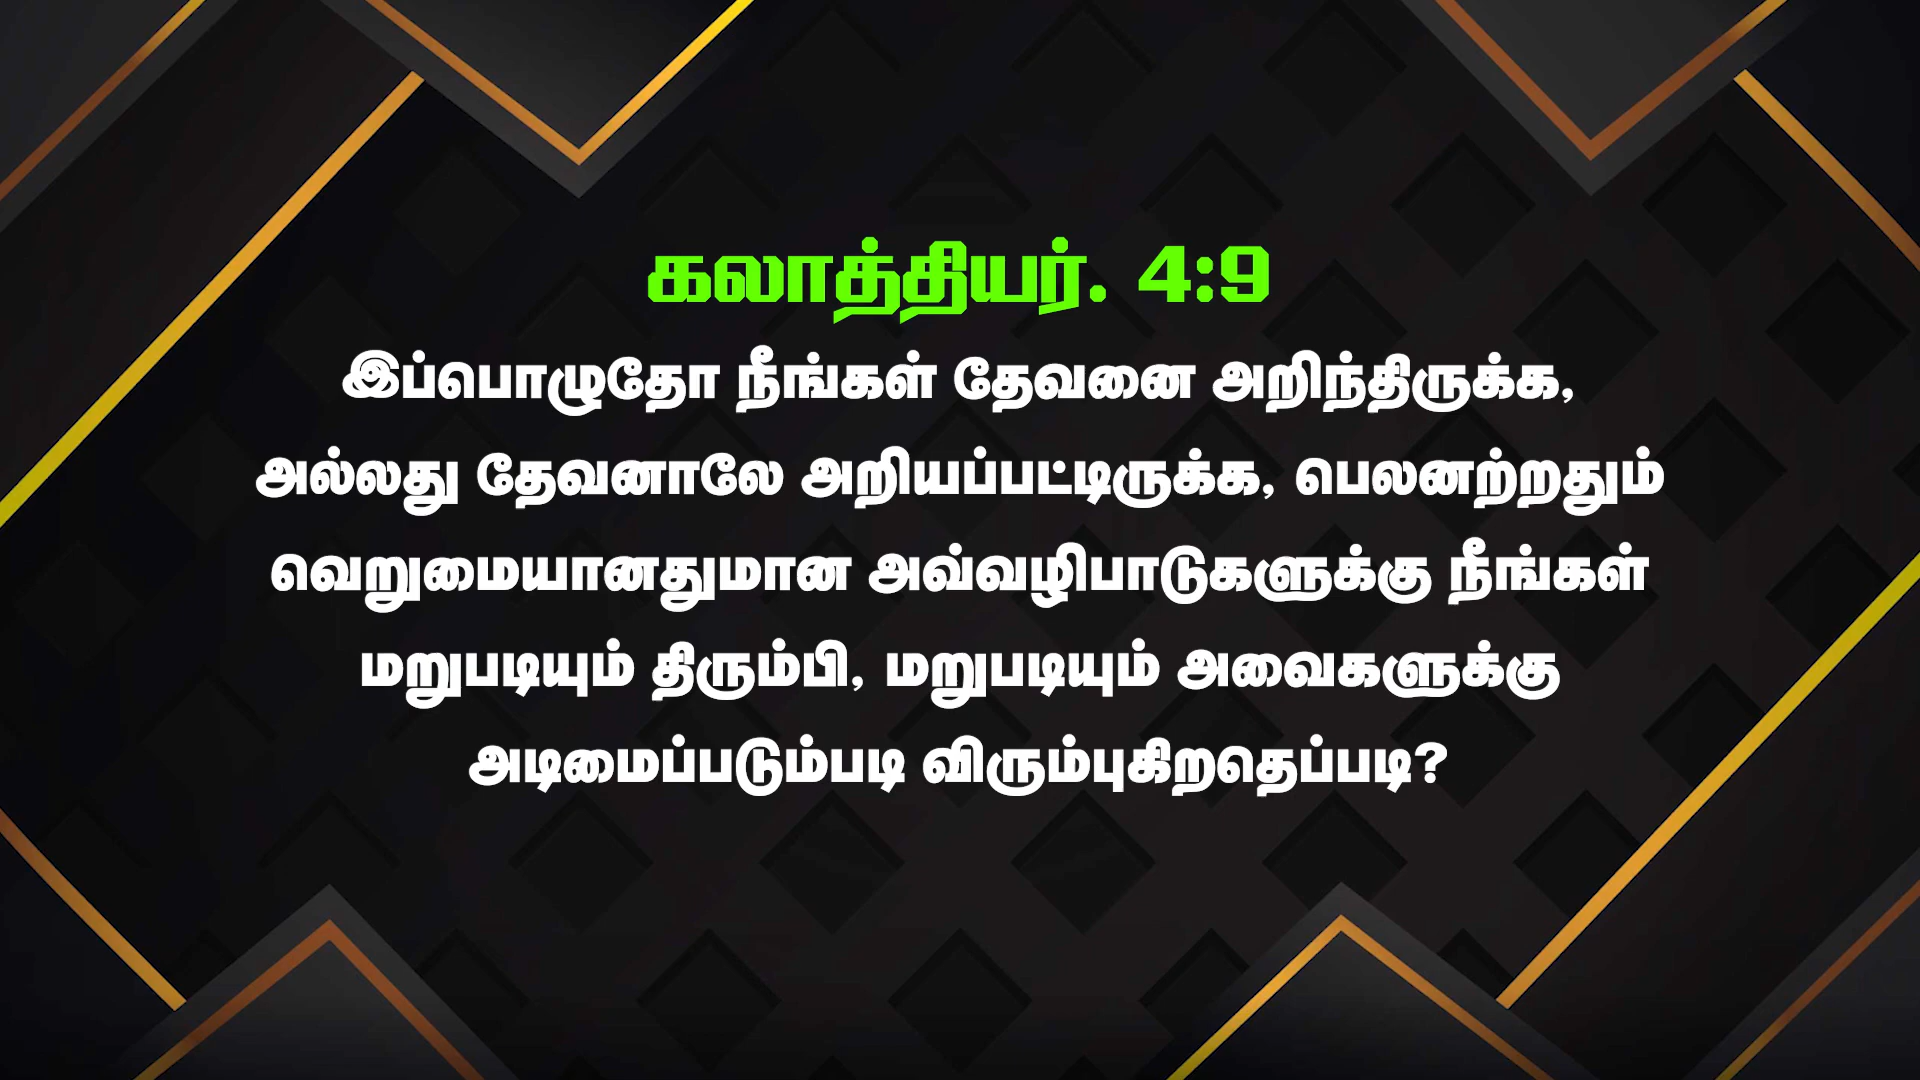 கலாத்தியர். 4:9
இப்பொழுதோ நீங்கள் தேவனை அறிந்திருக்க,
அல்லது தேவனாலே அறியப்பட்டிருக்க, பெலனற்றதும்
வெறுமையானதுமான அவ்வழிபாடுகளுக்கு நீங்கள்
மறுபடியும் திரும்பி, மறுபடியும் அவைகளுக்கு
அடிமைப்படும்படி விரும்புகிறதெப்படி?